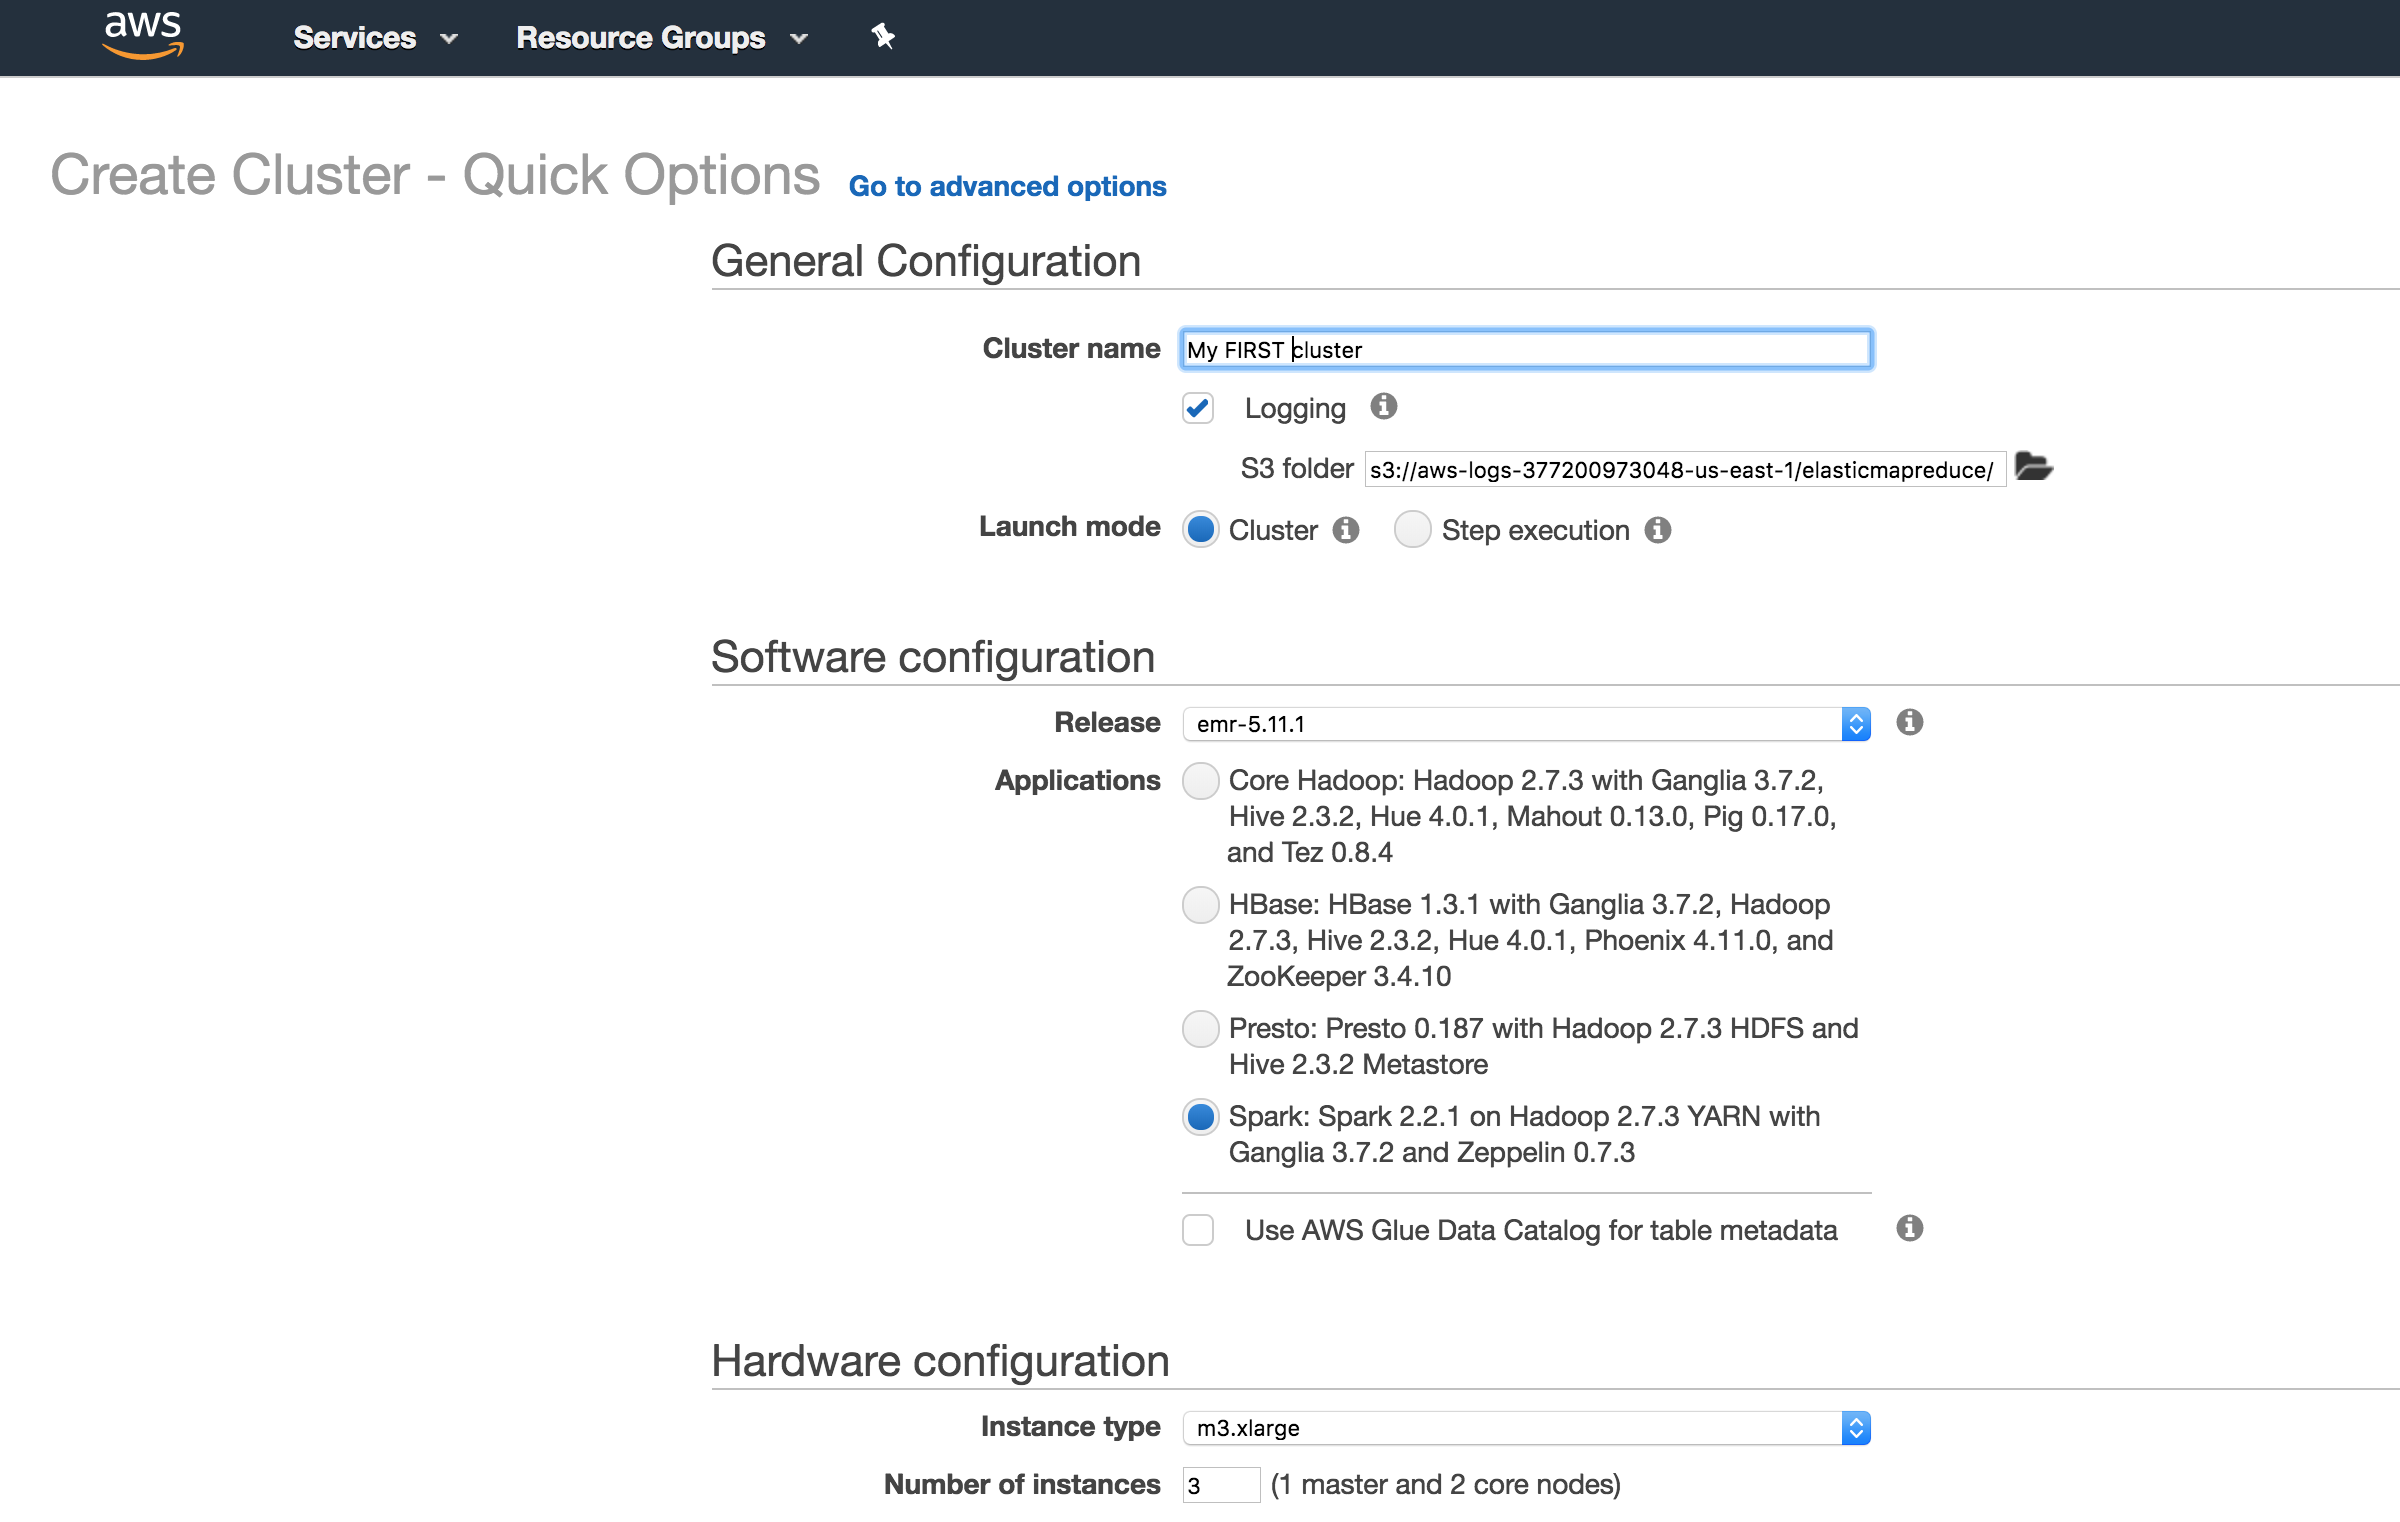 aws Services Resource Groups
Create Cluster - Quick Options Go to advanced options
General Configuration
Cluster name My FIRST cluster
Logging
S3 folder s3://aws-logs-377200973048-us-east-1/elasticmapreduce/
Launch mode Cluster Step execution
Software configuration
Release emr-5.11.1
Applications Core Hadoop: Hadoop 2.7.3 with Ganglia 3.7.2,
Hive 2.3.2, Hue 4.0.1, Mahout 0.13.0, Pig 0.17.0,
and Tez 0.8.4
HBase: HBase 1.3.1 with Ganglia 3.7.2, Hadoop
2.7.3, Hive 2.3.2, Hue 4.0.1, Phoenix 4.11.0, and
ZooKeeper 3.4.10
Presto: Presto 0.187 with Hadoop 2.7.3 HDFS and
Hive 2.3.2 Metastore
Spark: Spark 2.2.1 on Hadoop 2.7.3 YARN with
Ganglia 3.7.2 and Zeppelin 0.7.3
Use AWS Glue Data Catalog for table metadata
Hardware configuration
Instance type m3.xlarge
Number of instances 3 (1 master and 2 core nodes)